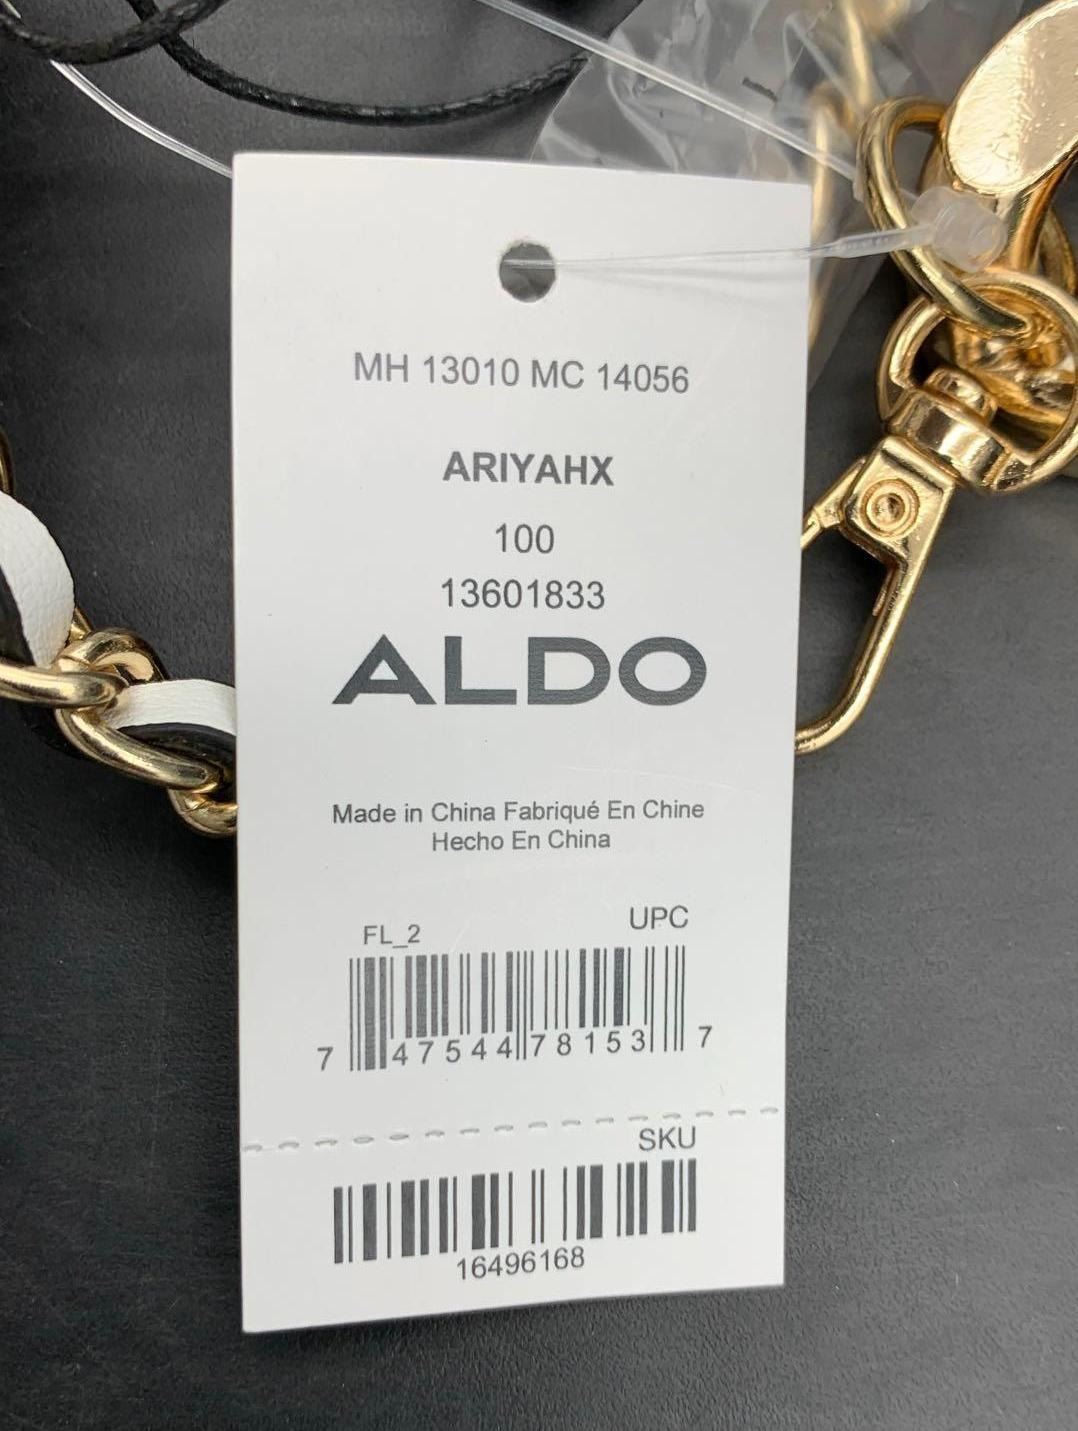 MH 13010 MC 14056
ARIYAHX
100
13601833
ALDO
Made in China Fabriqué En Chine
Hecho En China
FL_2 UPC
7 47544 78153 7
SKU
16496168